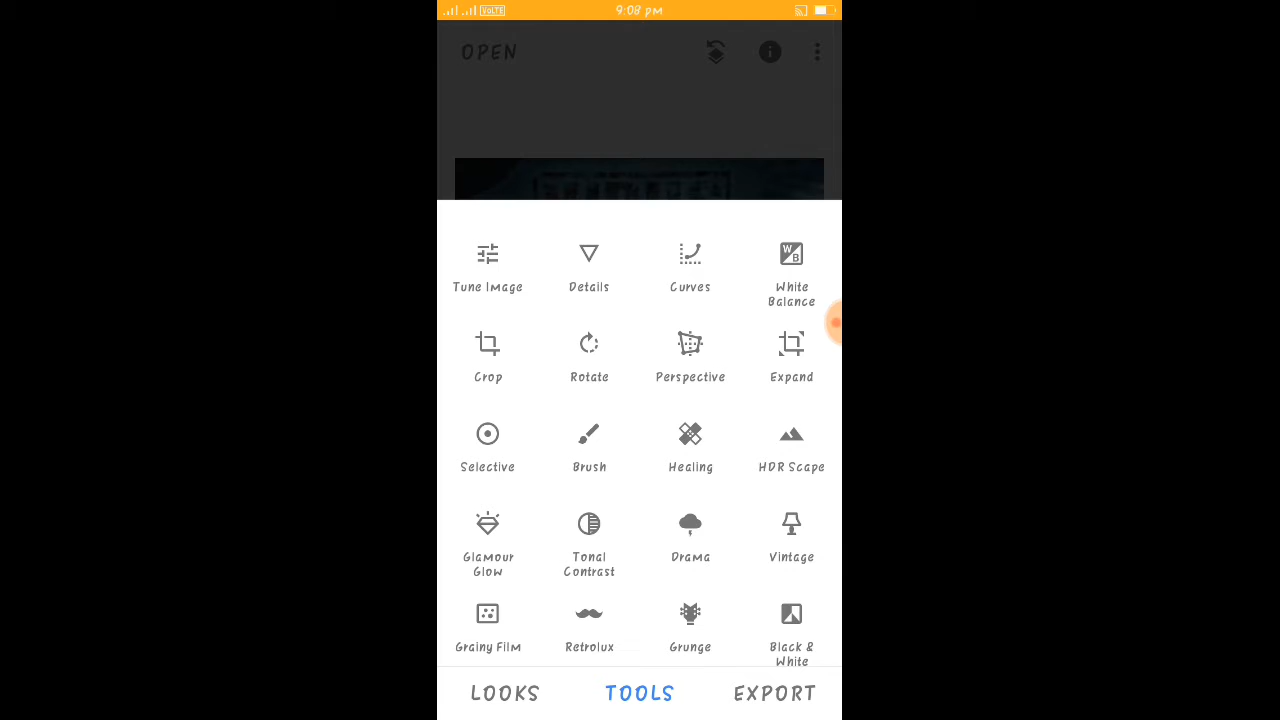 VoLTE 9:08 pm
OPEN
Tune Image Details Curves White Balance
Crop Rotate Perspective Expand
Selective Brush Healing HDR Scape
Glamour Glow Tonal Contrast Drama Vintage
Grainy Film Retrolux Grunge Black & White
LOOKS TOOLS EXPORT